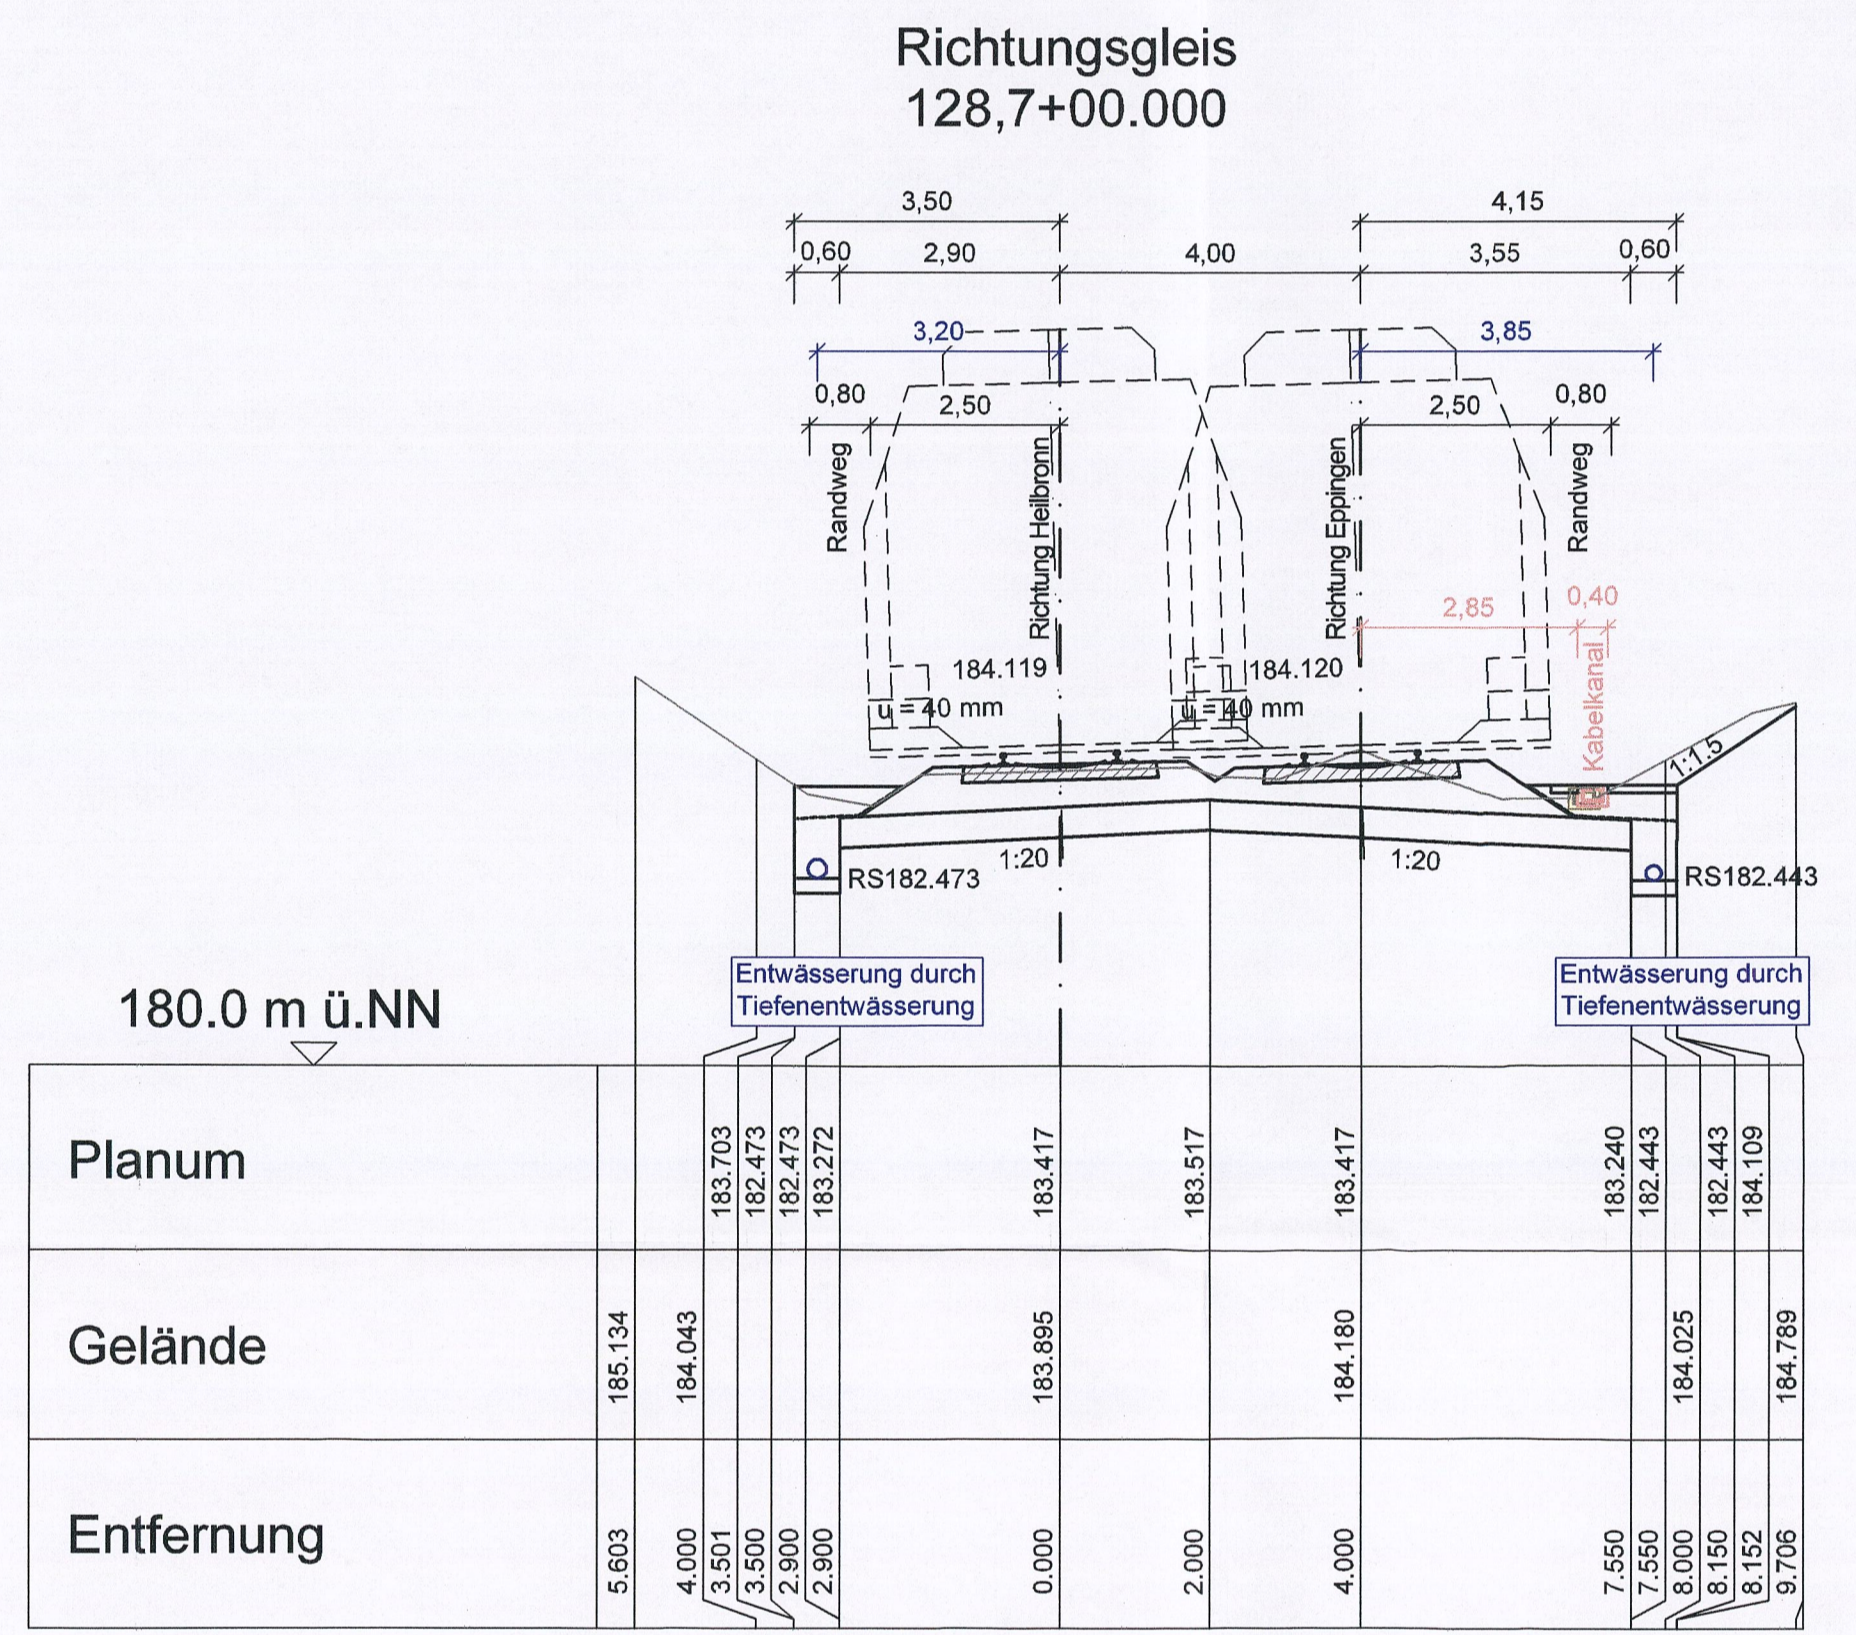 Richtungsgleis
128,7+00.000
3,50
4,15
0,60
2,90
4,00
3,55
0,60
3,20
3,85
0,80
2,50
2,50
0,80
Randweg
Richtung Heilbronn
Richtung Eppingen
Randweg
2,85
0,40
Kabelkanal
184.119
184.120
u = 40 mm
u = 40 mm
1:1.5
1:20
1:20
RS182.473
RS182.443
Entwässerung durch
Tiefenentwässerung
Entwässerung durch
Tiefenentwässerung
180.0 m ü.NN
Planum
183.703
182.473
182.473
183.272
183.417
183.517
183.417
183.240
182.443
182.443
184.109
Gelände
185.134
184.043
183.895
184.180
184.025
184.789
Entfernung
5.603
4.000
3.501
3.500
2.900
2.900
0.000
2.000
4.000
7.550
7.550
8.000
8.150
8.152
9.706